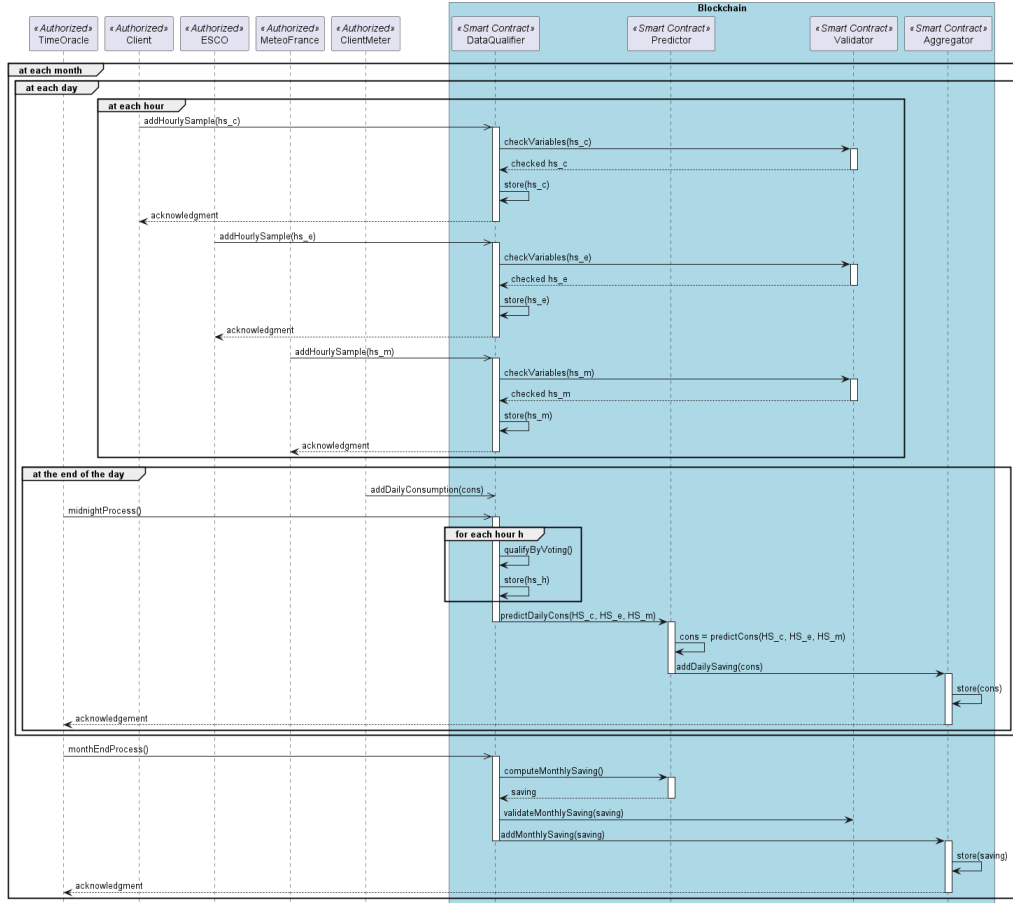 Blockchain
«Authorized» «Authorized» «Authorized» «Authorized» «Authorized» «Smart Contract» «Smart Contract» «Smart Contract» «Smart Contract»
TimeOracle Client ESCO MeteoFrance ClientMeter DataQualifier Predictor Validator Aggregator
at each month
at each day
at each hour
addHourlySample(hs_c)
checkVariables(hs_c)
checked hs_c
store(hs_c)
acknowledgment
addHourlySample(hs_e)
checkVariables(hs_e)
checked hs_e
store(hs_e)
acknowledgment
addHourlySample(hs_m)
checkVariables(hs_m)
checked hs_m
store(hs_m)
acknowledgment
at the end of the day
addDailyConsumption(cons)
midnightProcess()
for each hour h
qualifyByVoting()
store(hs_h)
predictDailyCons(HS_c, HS_e, HS_m)
cons = predictCons(HS_c, HS_e, HS_m)
addDailySaving(cons)
store(cons)
acknowledgement
monthEndProcess()
computeMonthlySaving()
saving
validateMonthlySaving(saving)
addMonthlySaving(saving)
store(saving)
acknowledgment